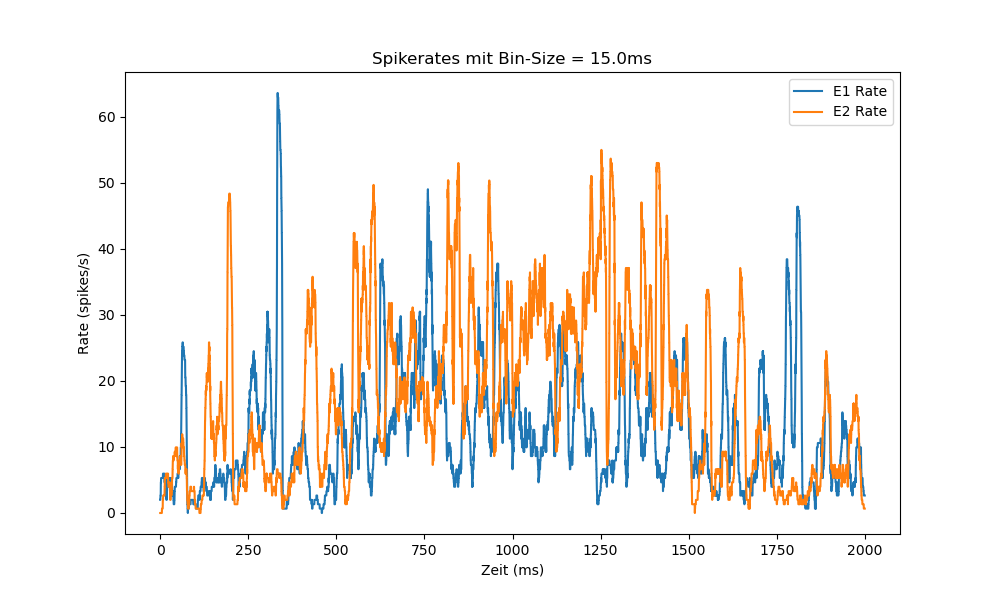 Spikerates mit Bin-Size = 15.0ms
E1 Rate
E2 Rate
Rate (spikes/s)
60
50
40
30
20
10
0
0 250 500 750 1000 1250 1500 1750 2000
Zeit (ms)